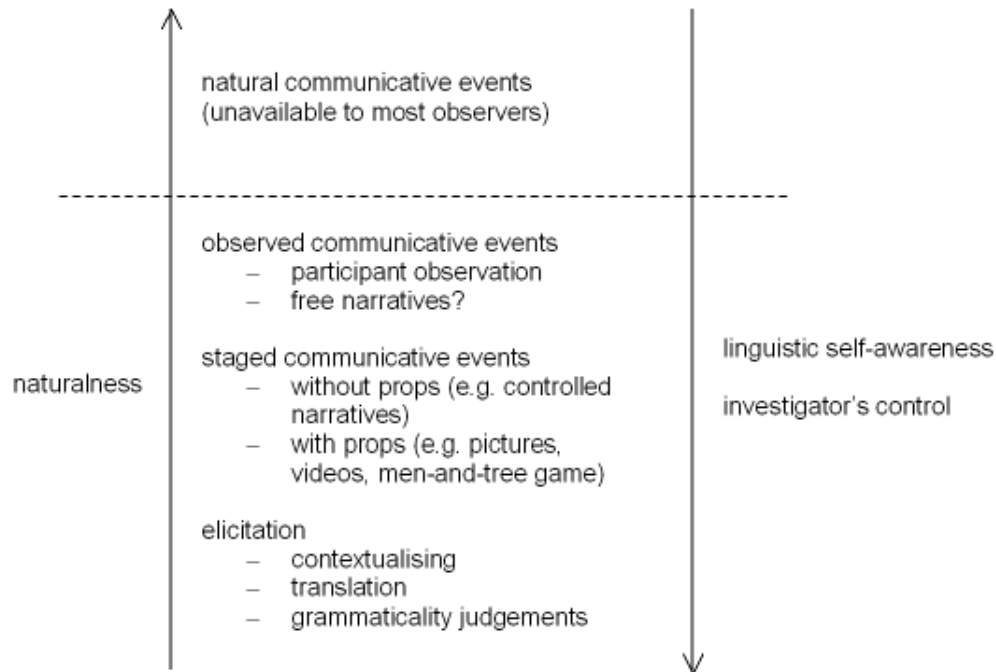 natural communicative events
(unavailable to most observers)
observed communicative events
– participant observation
– free narratives?
staged communicative events
– without props (e.g. controlled
narratives)
– with props (e.g. pictures,
videos, men-and-tree game)
elicitation
– contextualising
– translation
– grammaticality judgements
naturalness
linguistic self-awareness
investigator's control